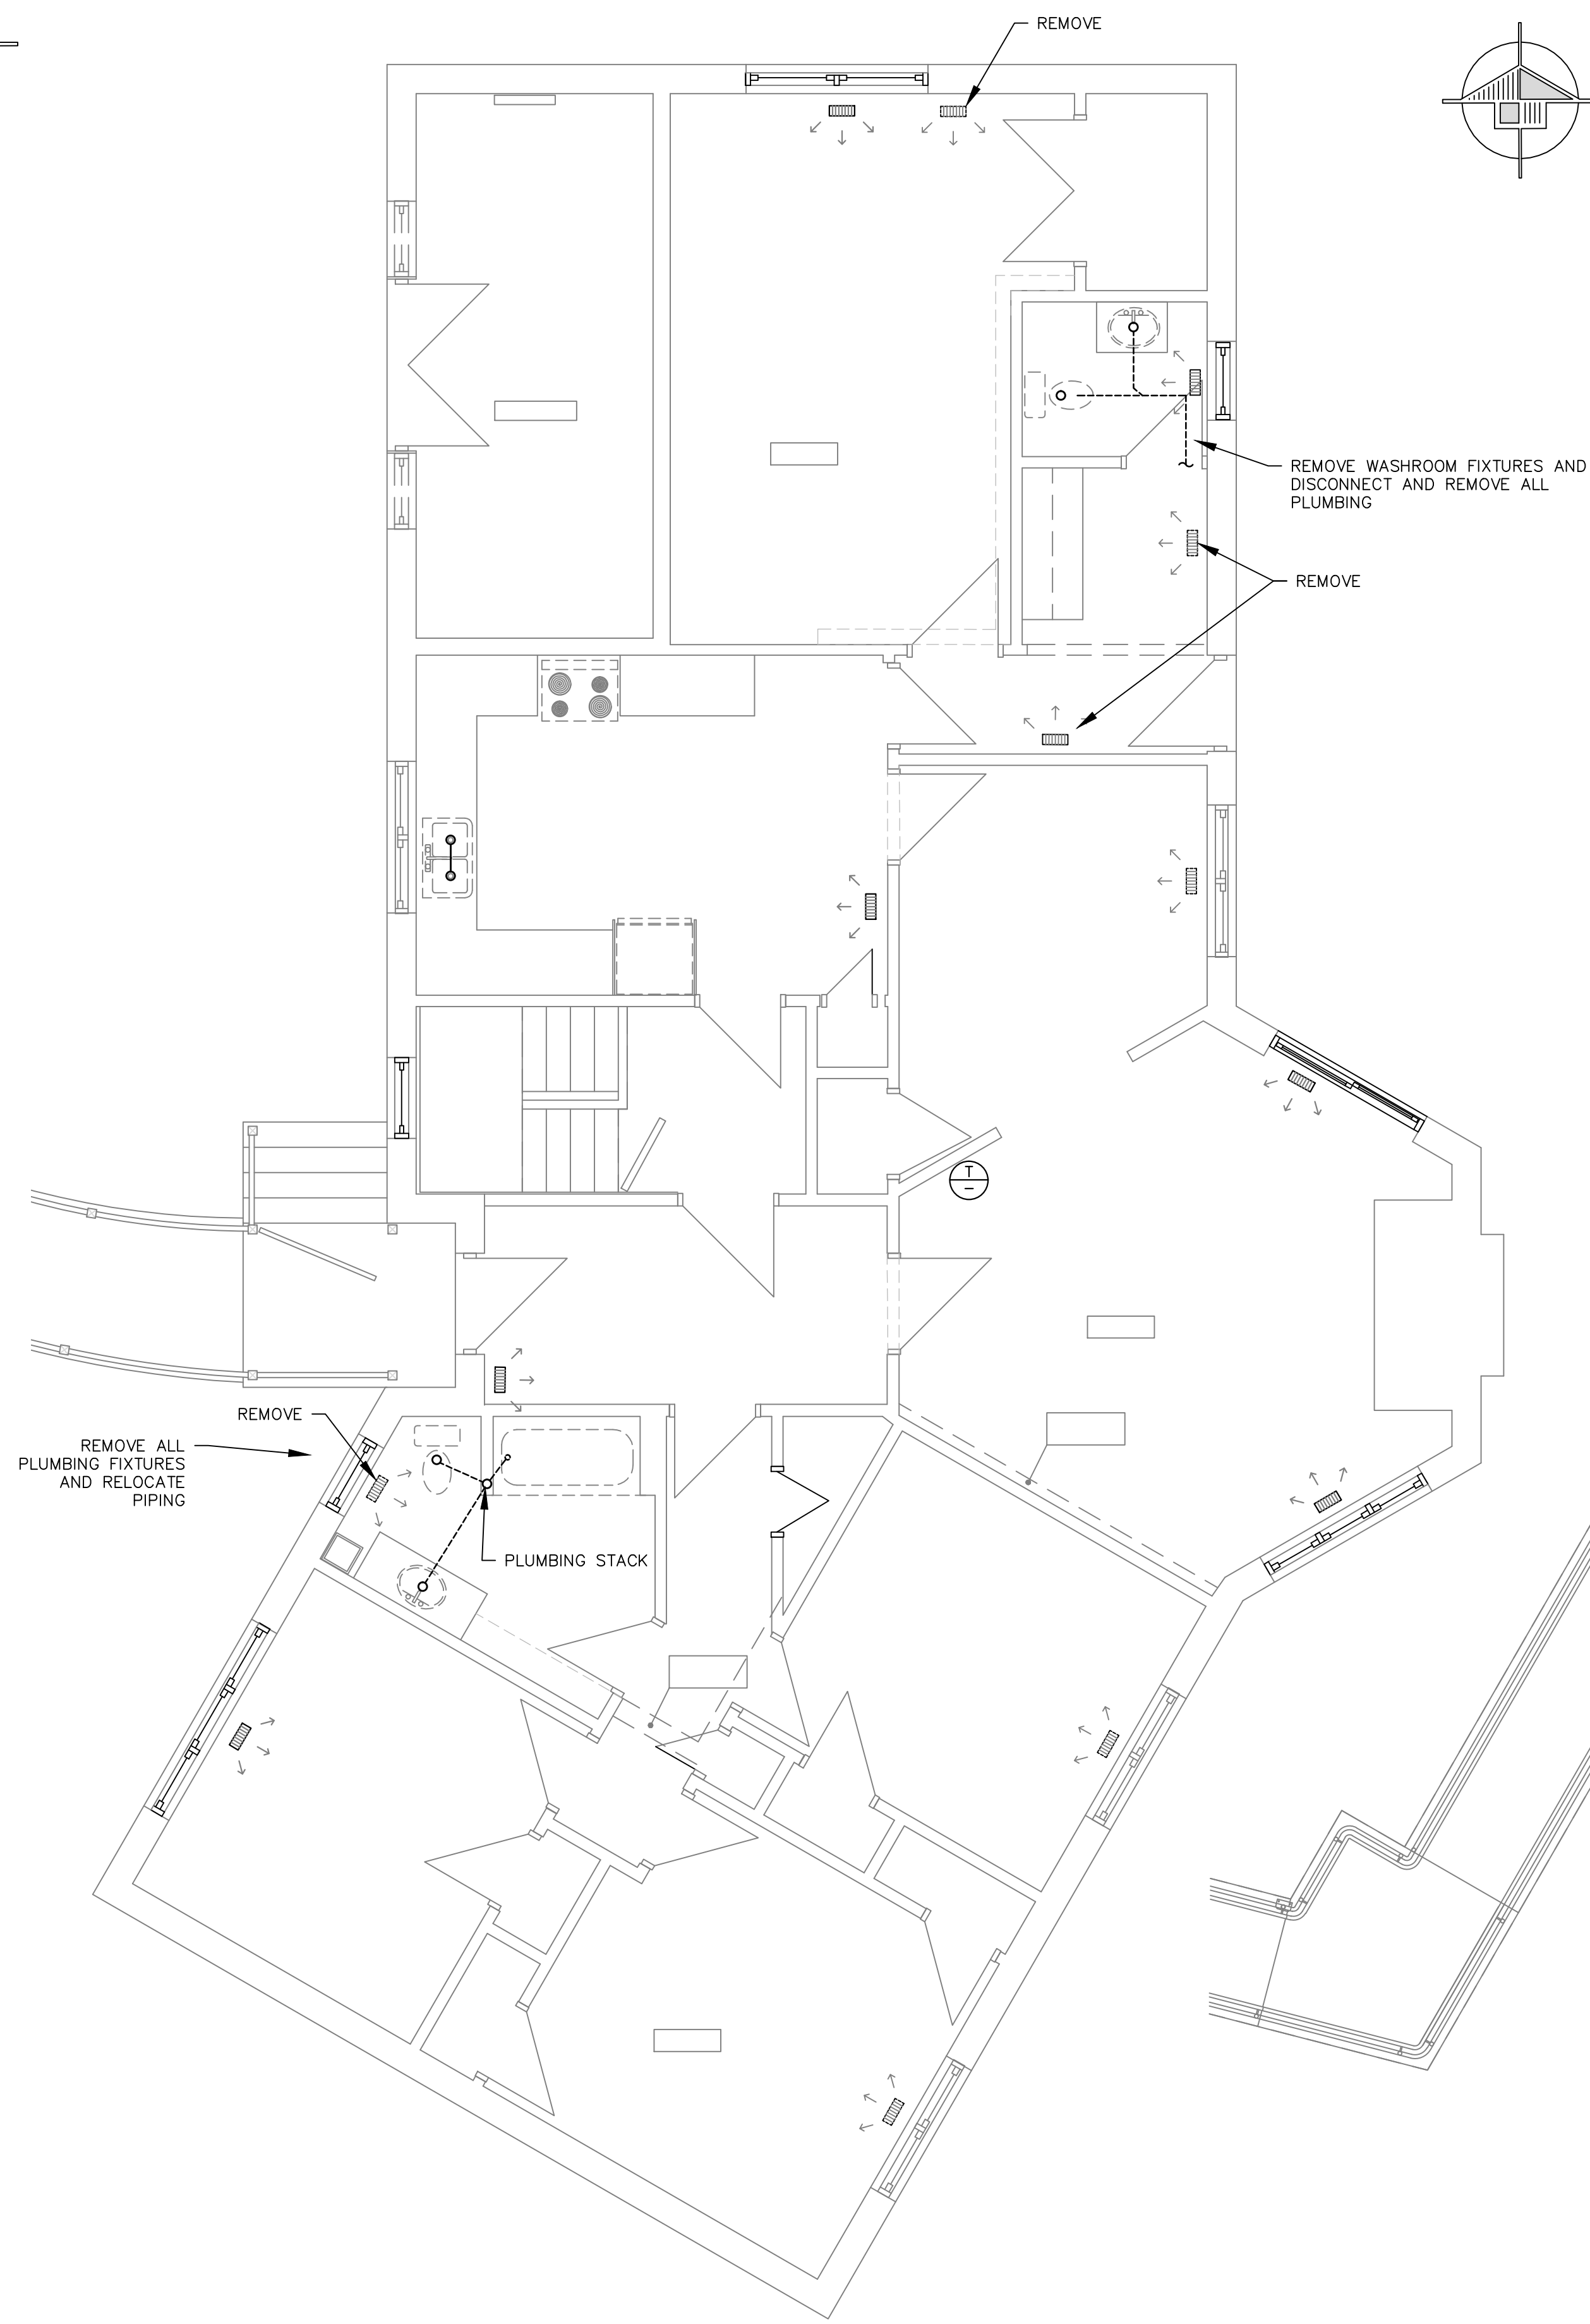 REMOVE
REMOVE WASHROOM FIXTURES AND
DISCONNECT AND REMOVE ALL
PLUMBING
REMOVE
T
–
REMOVE
REMOVE ALL
PLUMBING FIXTURES
AND RELOCATE
PIPING
PLUMBING STACK